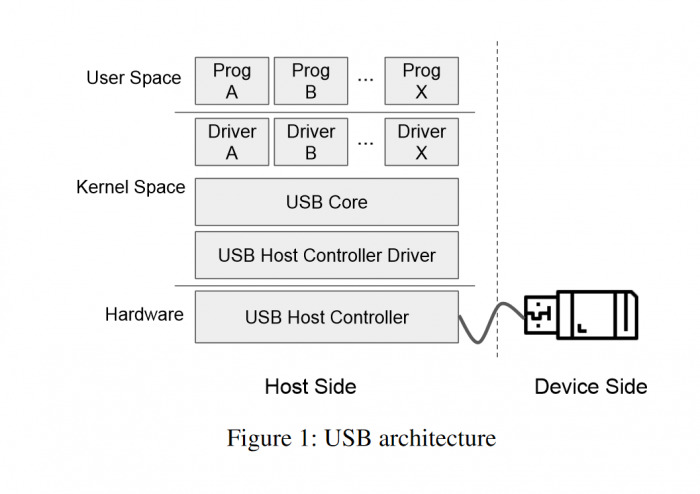 User Space
Prog
A
Prog
B
...
Prog
X
Driver
A
Driver
B
...
Driver
X
Kernel Space
USB Core
USB Host Controller Driver
Hardware
USB Host Controller
Host Side
Device Side
Figure 1: USB architecture